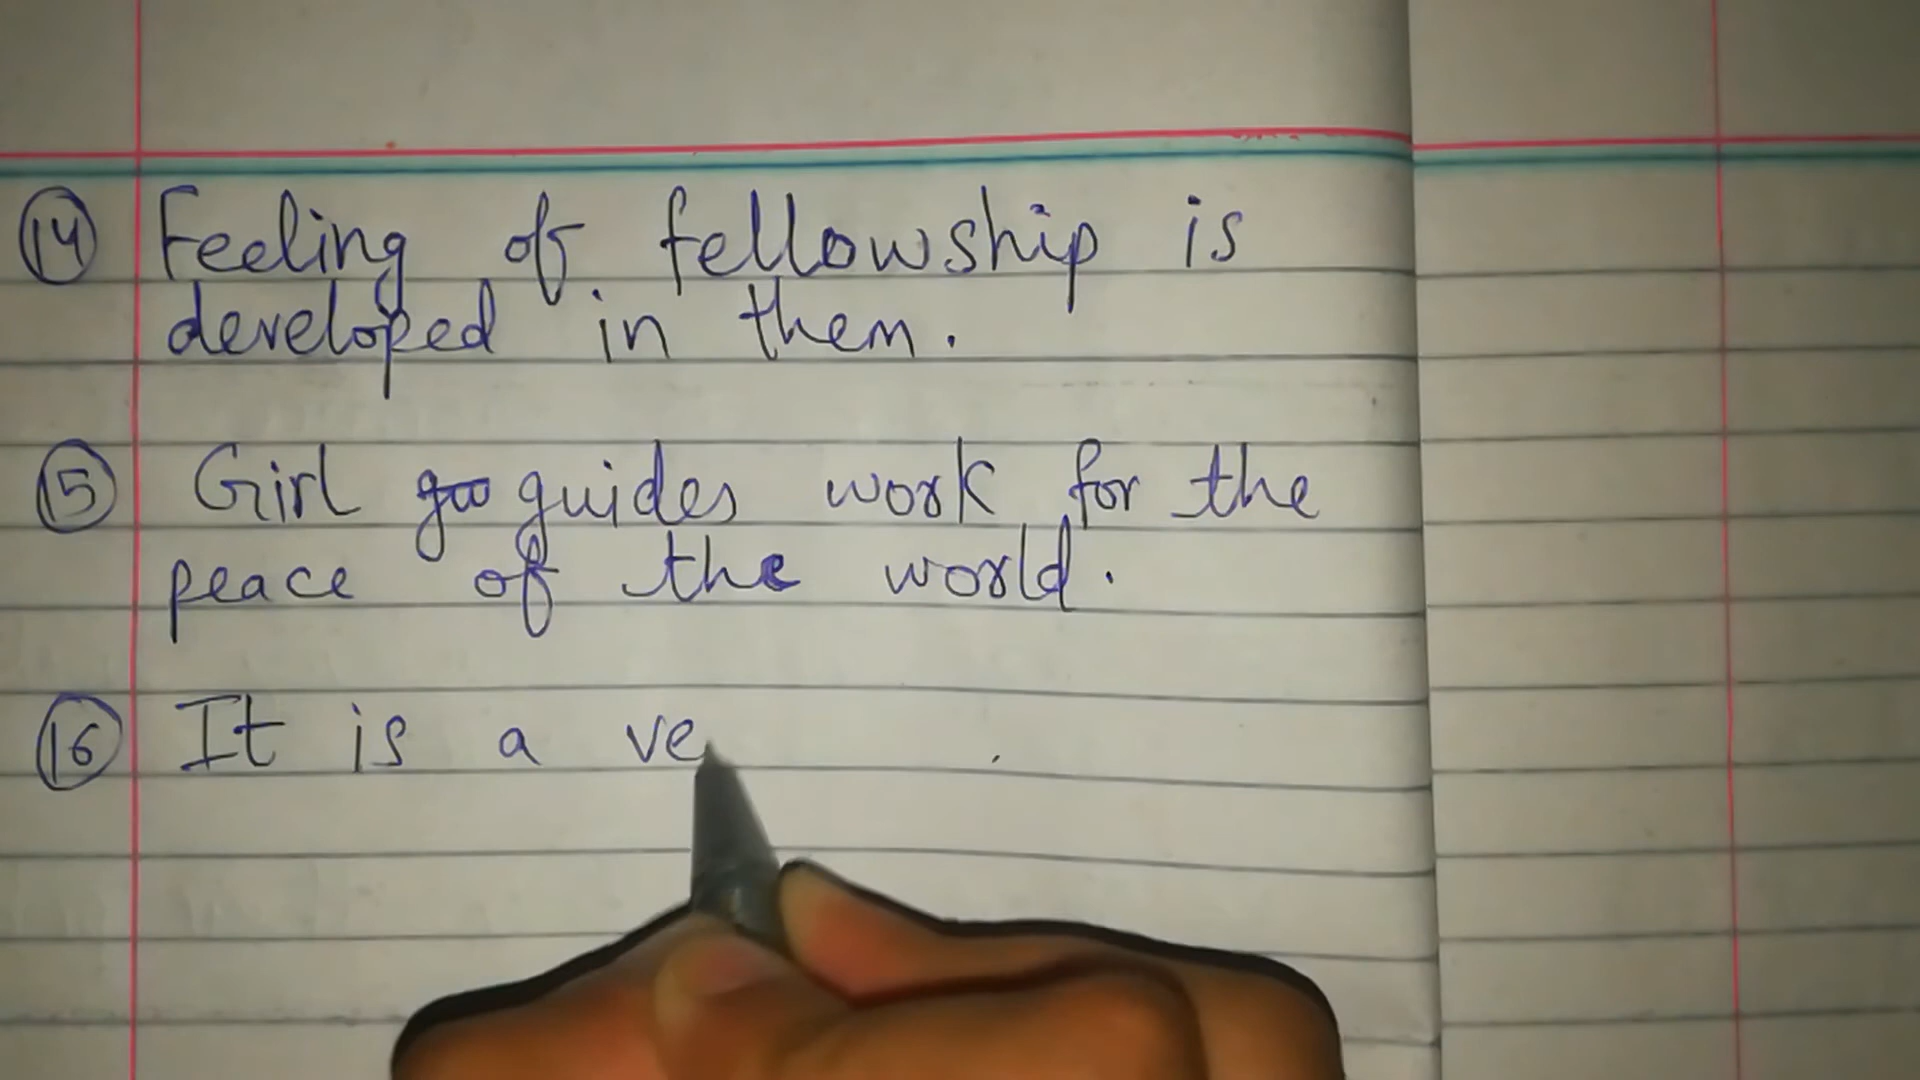 14 Feeling of fellowship is
developed in them.
15 Girl guides work for the
peace of the world.
16 It is a ve